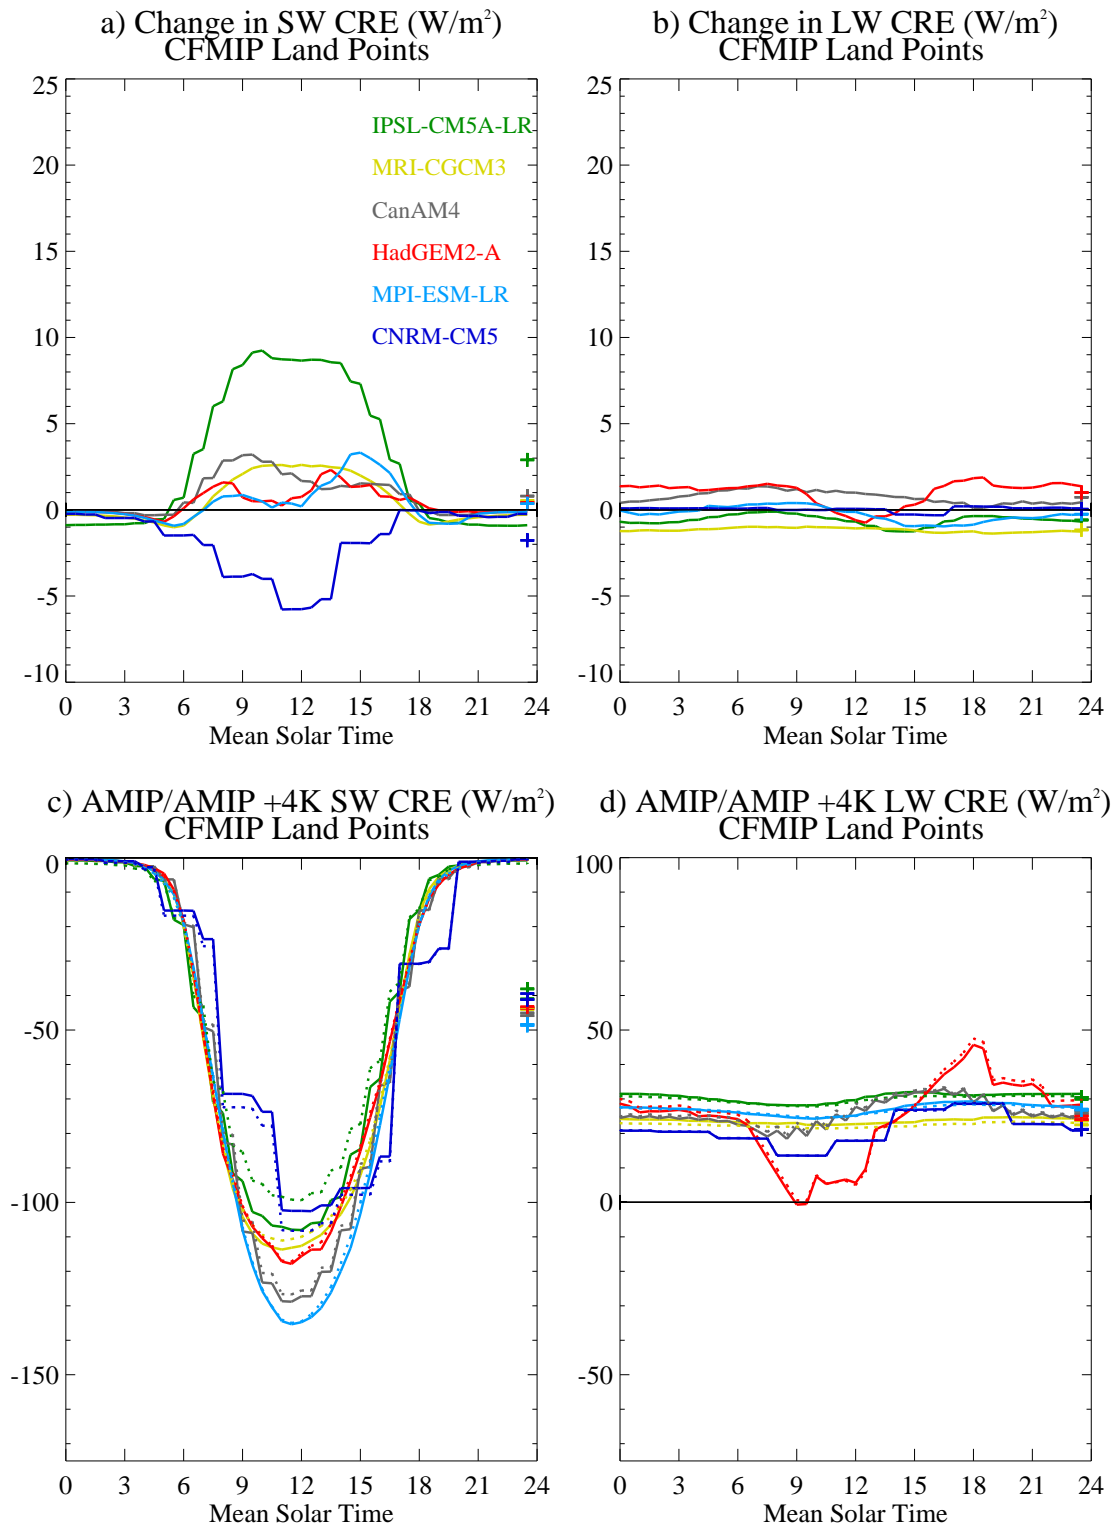 a) Change in SW CRE (W/m²)
CFMIP Land Points
25
20
15
10
5
0
-5
-10
IPSL-CM5A-LR
MRI-CGCM3
CanAM4
HadGEM2-A
MPI-ESM-LR
CNRM-CM5
0 3 6 9 12 15 18 21 24
Mean Solar Time
b) Change in LW CRE (W/m²)
CFMIP Land Points
25
20
15
10
5
0
-5
-10
0 3 6 9 12 15 18 21 24
Mean Solar Time
c) AMIP/AMIP +4K SW CRE (W/m²)
CFMIP Land Points
0
-50
-100
-150
0 3 6 9 12 15 18 21 24
Mean Solar Time
d) AMIP/AMIP +4K LW CRE (W/m²)
CFMIP Land Points
100
50
0
-50
0 3 6 9 12 15 18 21 24
Mean Solar Time